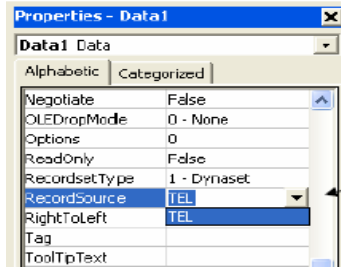 Properties - Data1
Data1 Data
Alphabetic Categorized
Negotiate False
OLEDropMode 0 - None
Options 0
ReadOnly False
RecordsetType 1 - Dynaset
RecordSource TEL
RightToLeft TEL
Tag
ToolTipText